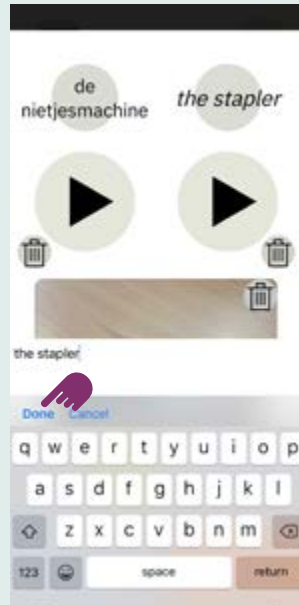 de
nietjesmachine
the stapler
the stapler
Done Cancel
q w e r t y u i o p
a s d f g h j k l
z x c v b n m
123 space return